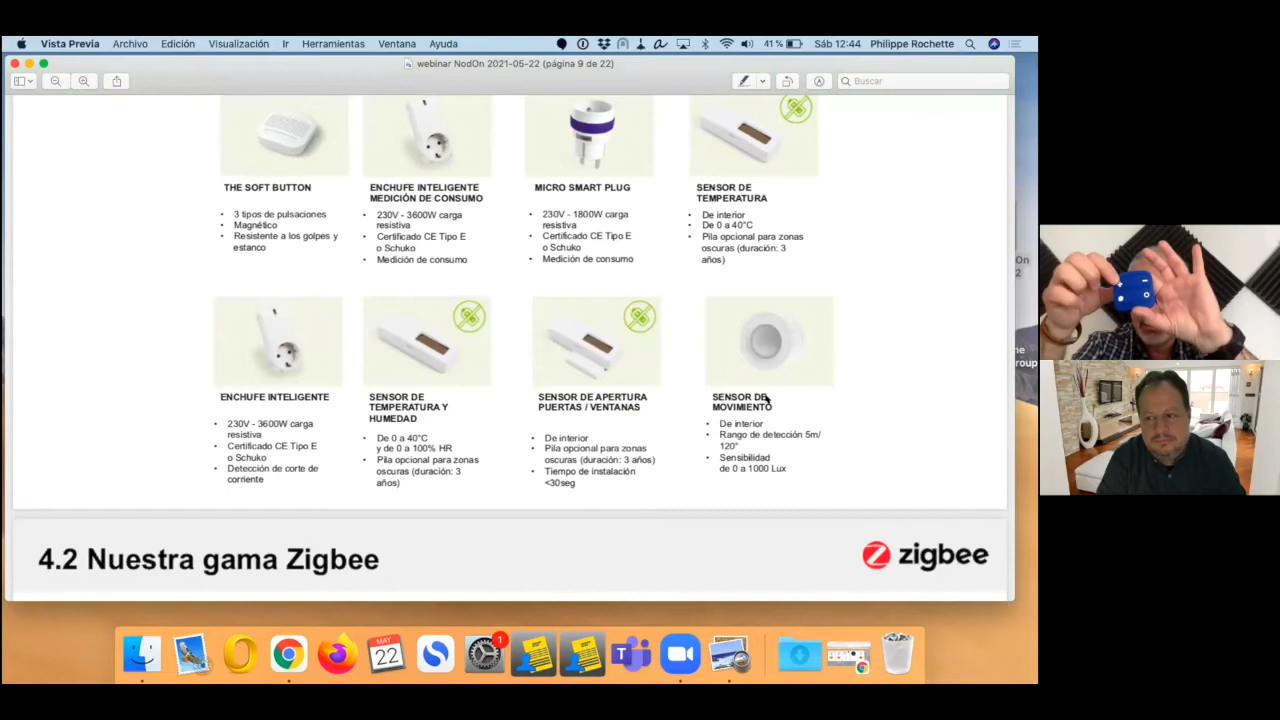 Vista Previa Archivo Edición Visualización Ir Herramientas Ventana Ayuda 41 % Sáb 12:44 Philippe Rochette
webinar NodOn 2021-05-22 (página 9 de 22)
Buscar
THE SOFT BUTTON
• 3 tipos de pulsaciones
• Magnético
• Resistente a los golpes y
estanco
ENCHUFE INTELIGENTE
MEDICIÓN DE CONSUMO
• 230V - 3600W carga
resistiva
• Certificado CE Tipo E
o Schuko
• Medición de consumo
MICRO SMART PLUG
• 230V - 1800W carga
resistiva
• Certificado CE Tipo E
o Schuko
• Medición de consumo
SENSOR DE
TEMPERATURA
• De interior
• De 0 a 40°C
• Pila opcional para zonas
oscuras (duración: 3
años)
ENCHUFE INTELIGENTE
• 230V - 3600W carga
resistiva
• Certificado CE Tipo E
o Schuko
• Detección de corte de
corriente
SENSOR DE
TEMPERATURA Y
HUMEDAD
• De 0 a 40°C
y de 0 a 100% HR
• Pila opcional para zonas
oscuras (duración: 3
años)
SENSOR DE APERTURA
PUERTAS / VENTANAS
• De interior
• Pila opcional para zonas
oscuras (duración: 3 años)
• Tiempo de instalación
<30seg
SENSOR DE
MOVIMIENTO
• De interior
• Rango de detección 5m/
120°
• Sensibilidad
de 0 a 1000 Lux
4.2 Nuestra gama Zigbee
zigbee
On
2
ne
roup
MAY
22
1